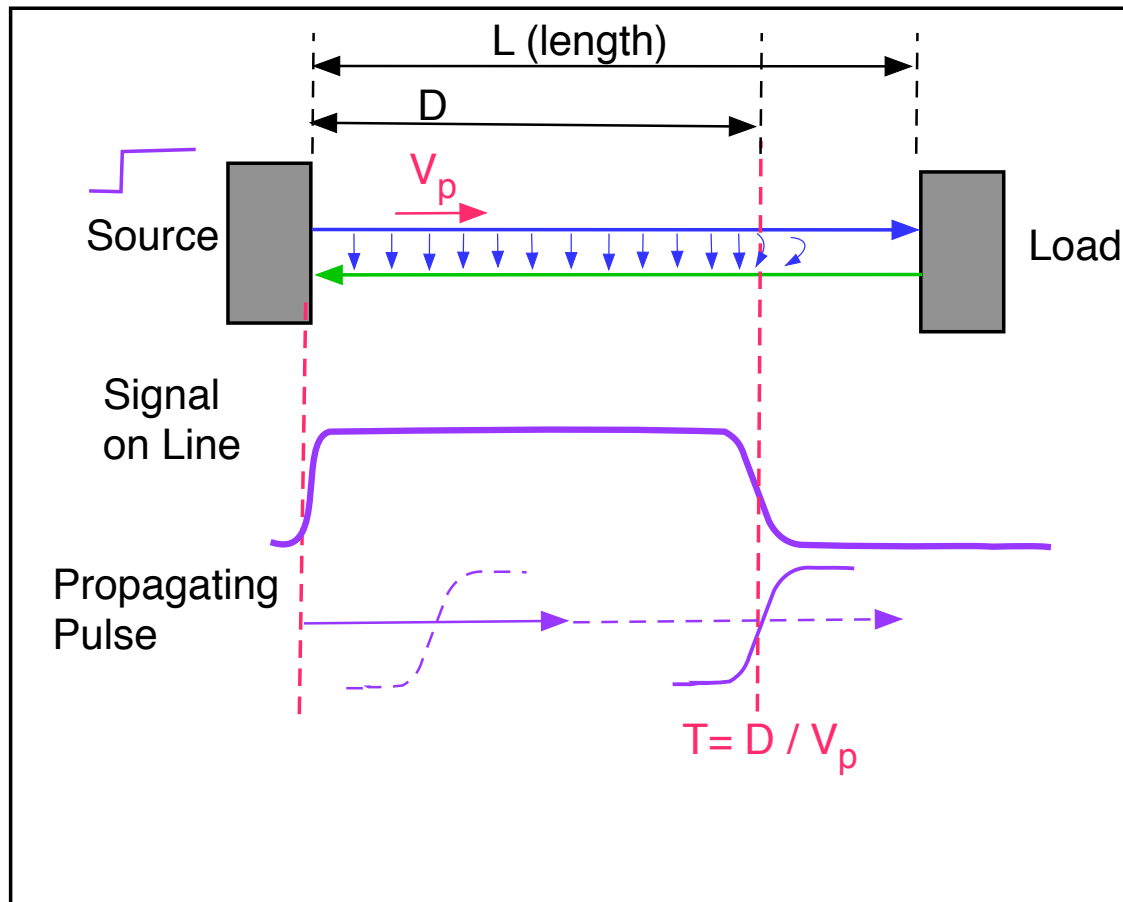 L (length)
D
Vp
Source
Load
Signal
on Line
Propagating
Pulse
T= D / Vp